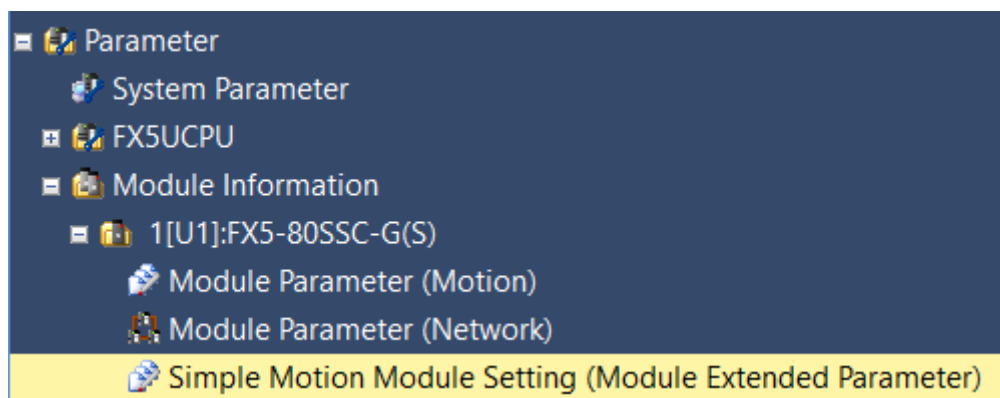 Parameter
System Parameter
FX5UCPU
Module Information
1[U1]:FX5-80SSC-G(S)
Module Parameter (Motion)
Module Parameter (Network)
Simple Motion Module Setting (Module Extended Parameter)